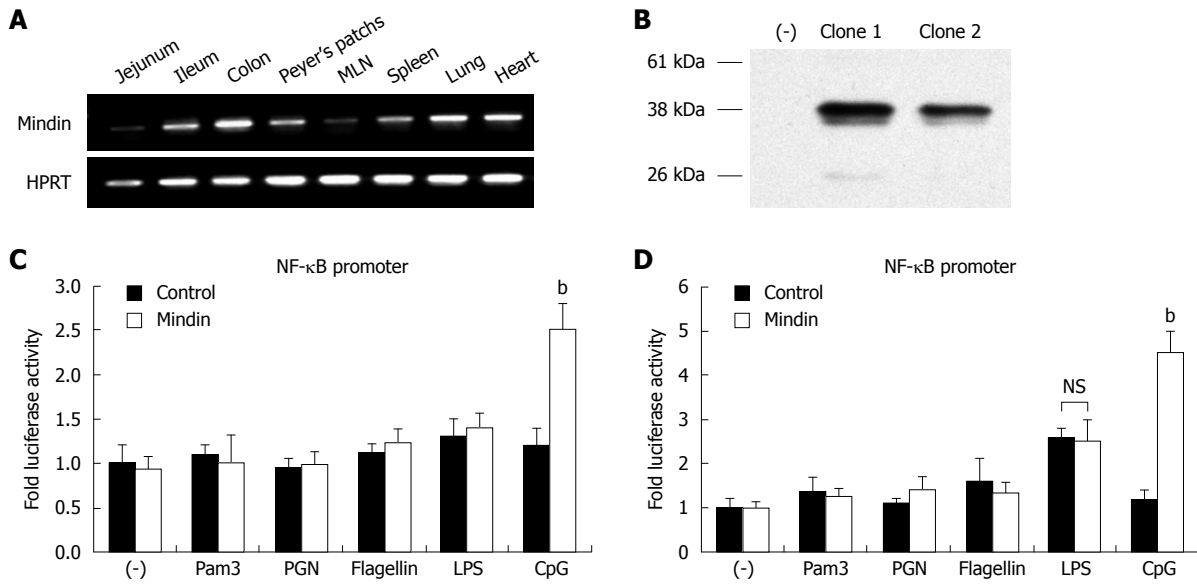 A
Jejunum
Ileum
Colon
Peyer's patchs
MLN
Spleen
Lung
Heart
Mindin
HPRT
B
(-) Clone 1 Clone 2
61 kDa
38 kDa
26 kDa
C
NF-κB promoter
Fold luciferase activity
3.0
2.5
2.0
1.5
1.0
0.5
0.0
Control
Mindin
b
(-) Pam3 PGN Flagellin LPS CpG
D
NF-κB promoter
Fold luciferase activity
6
5
4
3
2
1
0
Control
Mindin
NS
b
(-) Pam3 PGN Flagellin LPS CpG